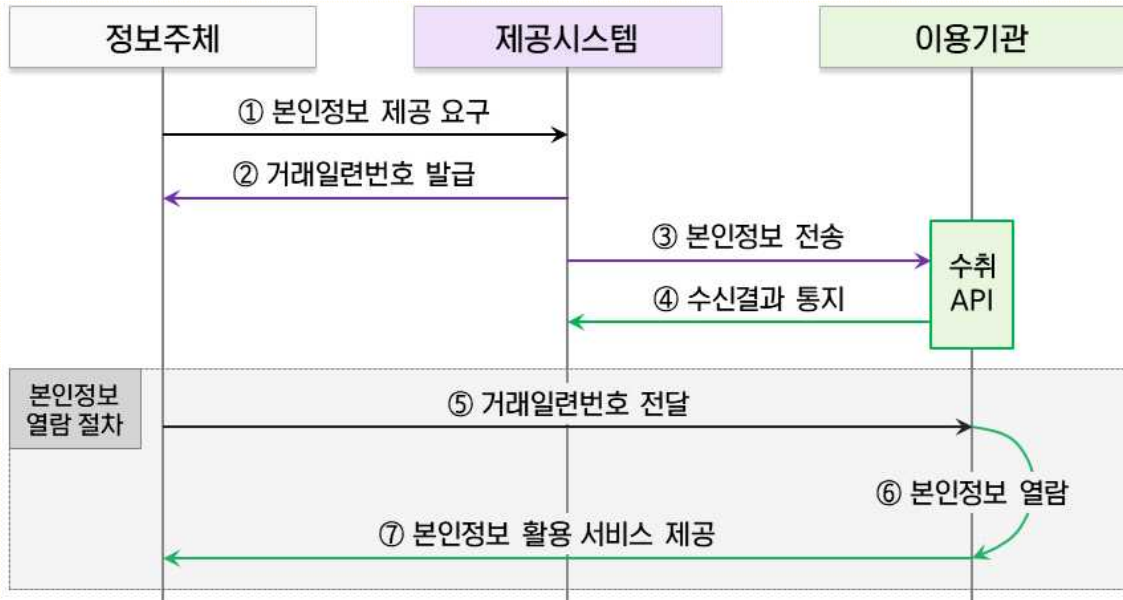 정보주체
제공시스템
이용기관
① 본인정보 제공 요구
② 거래일련번호 발급
③ 본인정보 전송
수취
API
④ 수신결과 통지
본인정보
열람 절차
⑤ 거래일련번호 전달
⑥ 본인정보 열람
⑦ 본인정보 활용 서비스 제공